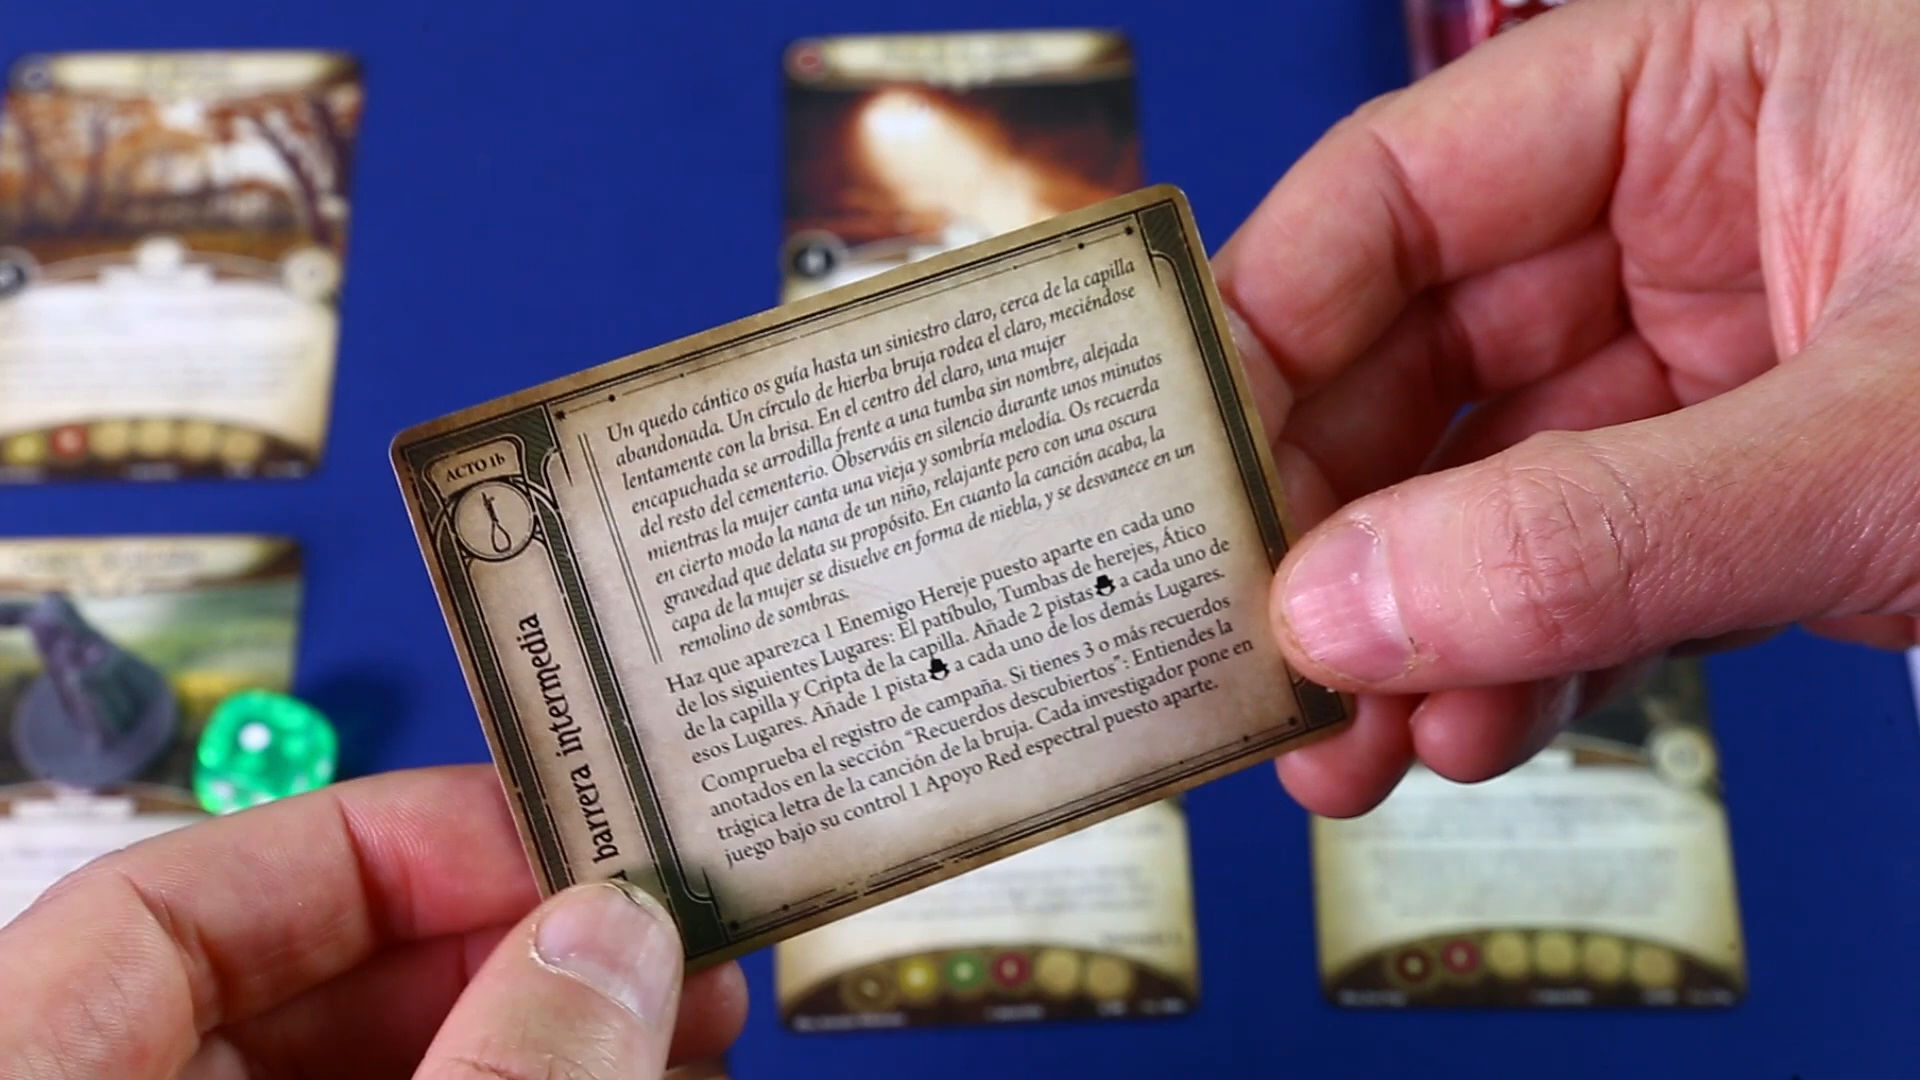 ACTO 1b
barrera intermedia
Un quedo cántico os guía hasta un siniestro claro, cerca de la capilla
abandonada. Un círculo de hierba bruja rodea el claro, meciéndose
lentamente con la brisa. En el centro del claro, una mujer
encapuchada se arrodilla frente a una tumba sin nombre, alejada
del resto del cementerio. Observáis en silencio durante unos minutos
mientras la mujer canta una vieja y sombría melodía. Os recuerda
en cierto modo la nana de un niño, relajante pero con una oscura
gravedad que delata su propósito. En cuanto la canción acaba, la
capa de la mujer se disuelve en forma de niebla, y se desvanece en un
remolino de sombras.
Haz que aparezca 1 Enemigo Hereje puesto aparte en cada uno
de los siguientes Lugares: El patíbulo, Tumbas de herejes, Ático
de la capilla y Cripta de la capilla. Añade 2 pistas a cada uno de
esos Lugares. Añade 1 pista a cada uno de los demás Lugares.
Comprueba el registro de campaña. Si tienes 3 o más recuerdos
anotados en la sección “Recuerdos descubiertos”: Entiendes la
trágica letra de la canción de la bruja. Cada investigador pone en
juego bajo su control 1 Apoyo Red espectral puesto aparte.